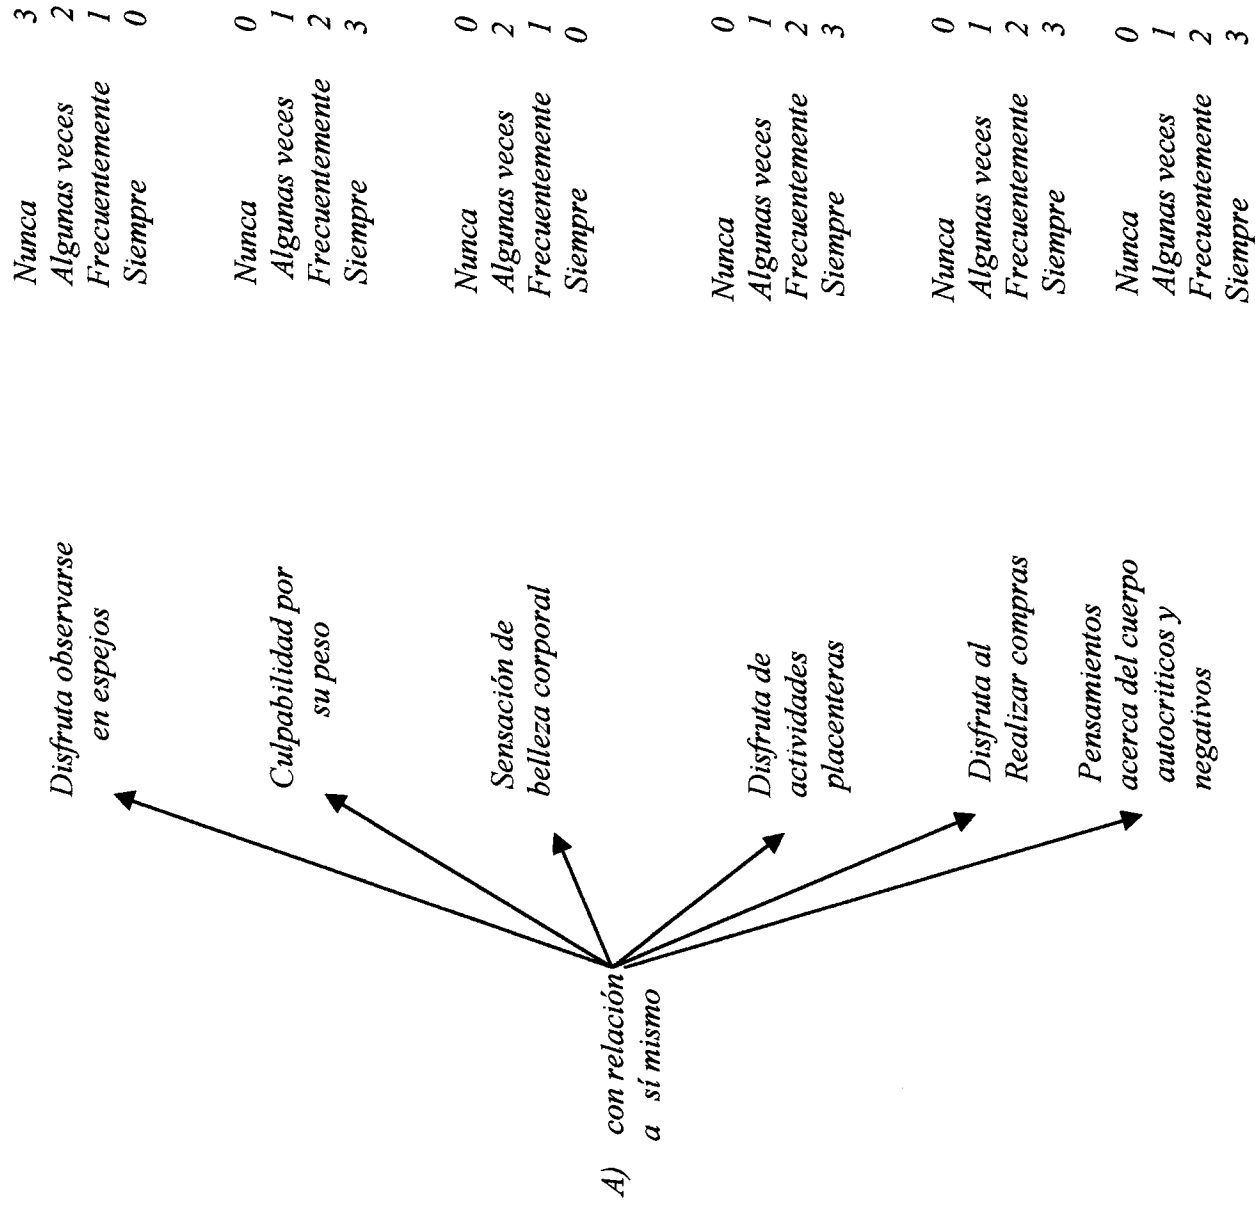 A) con relación
a sí mismo
Disfruta observarse
en espejos
Nunca 3
Algunas veces 2
Frecuentemente 1
Siempre 0
Culpabilidad por
su peso
Nunca 0
Algunas veces 1
Frecuentemente 2
Siempre 3
Sensación de
belleza corporal
Nunca 0
Algunas veces 2
Frecuentemente 1
Siempre 0
Disfruta de
actividades
placenteras
Nunca 0
Algunas veces 1
Frecuentemente 2
Siempre 3
Disfruta al
Realizar compras
Nunca 0
Algunas veces 1
Frecuentemente 2
Siempre 3
Pensamientos
acerca del cuerpo
autocriticos y
negativos
Nunca 0
Algunas veces 1
Frecuentemente 2
Siempre 3